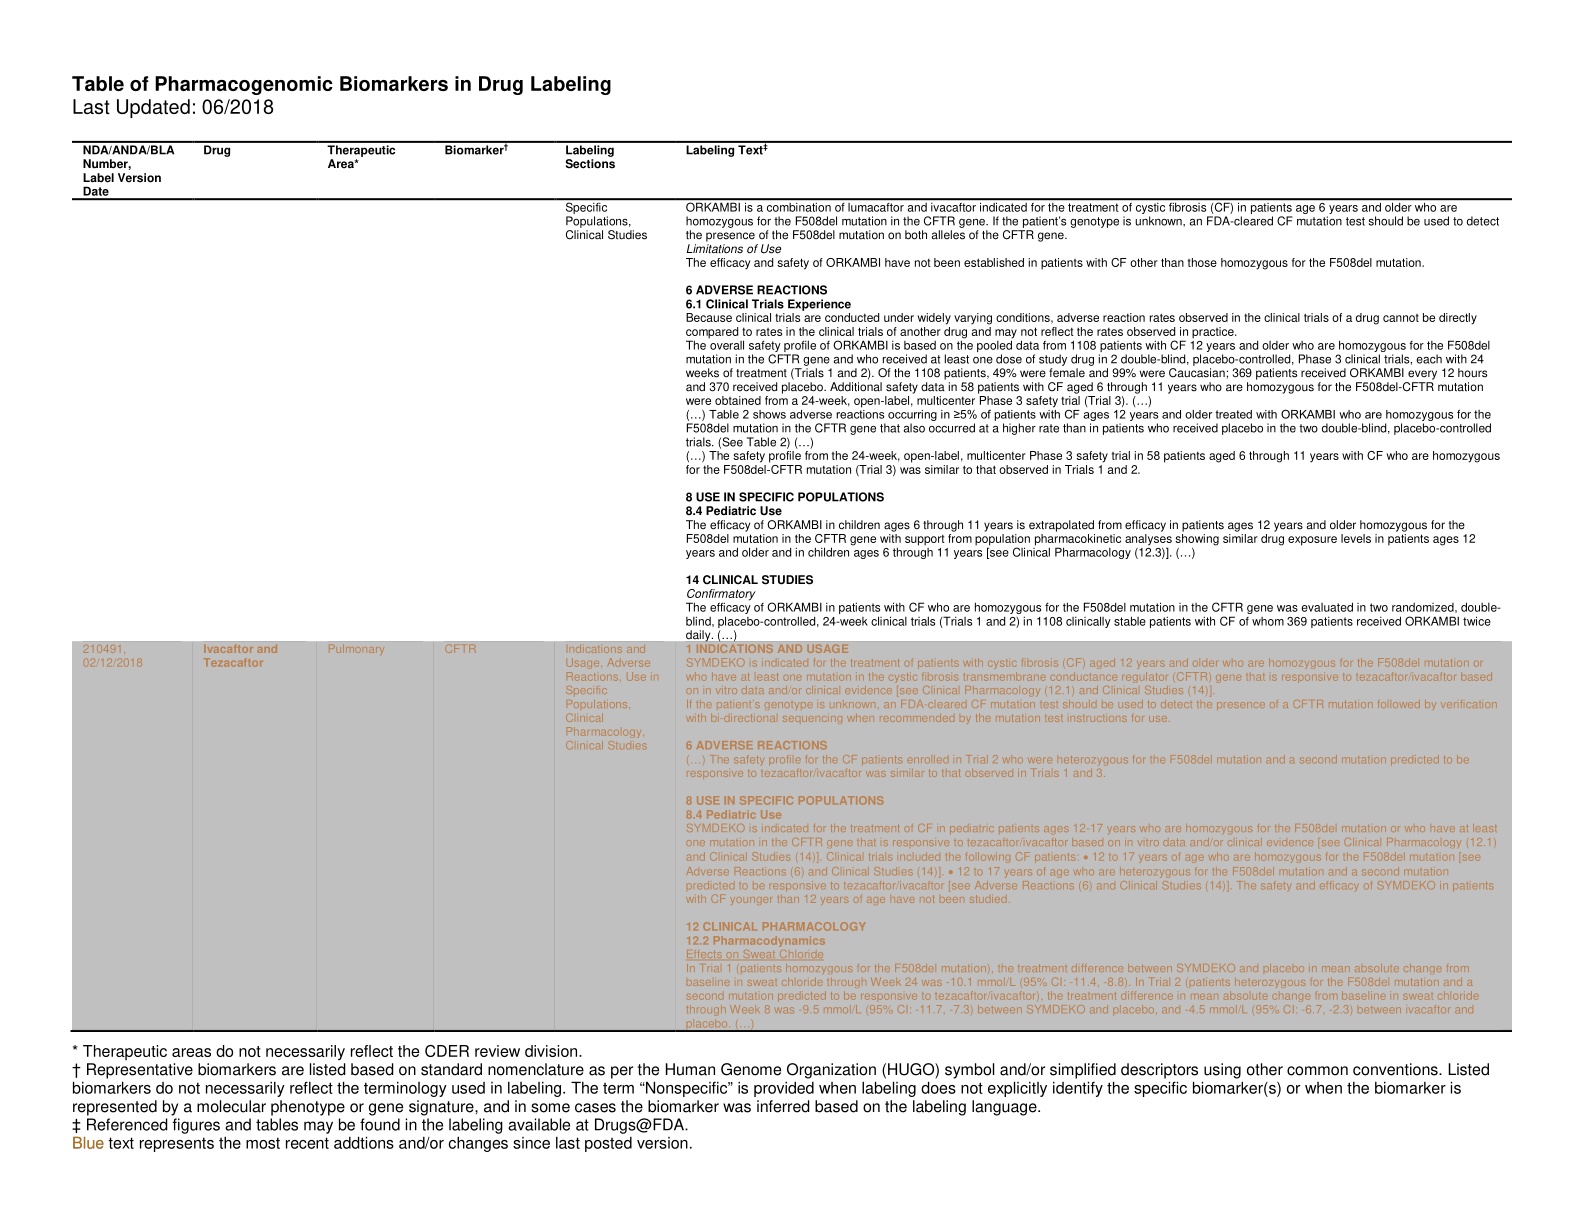 Table of Pharmacogenomic Biomarkers in Drug Labeling
Last Updated: 06/2018
NDA/ANDA/BLA
Number,
Label Version
Date
Drug
Therapeutic
Area*
Biomarker†
Labeling
Sections
Labeling Text‡
Specific
Populations,
Clinical Studies
ORKAMBI is a combination of lumacaftor and ivacaftor indicated for the treatment of cystic fibrosis (CF) in patients age 6 years and older who are
homozygous for the F508del mutation in the CFTR gene. If the patient’s genotype is unknown, an FDA-cleared CF mutation test should be used to detect
the presence of the F508del mutation on both alleles of the CFTR gene.
Limitations of Use
The efficacy and safety of ORKAMBI have not been established in patients with CF other than those homozygous for the F508del mutation.
6 ADVERSE REACTIONS
6.1 Clinical Trials Experience
Because clinical trials are conducted under widely varying conditions, adverse reaction rates observed in the clinical trials of a drug cannot be directly
compared to rates in the clinical trials of another drug and may not reflect the rates observed in practice.
The overall safety profile of ORKAMBI is based on the pooled data from 1108 patients with CF 12 years and older who are homozygous for the F508del
mutation in the CFTR gene and who received at least one dose of study drug in 2 double-blind, placebo-controlled, Phase 3 clinical trials, each with 24
weeks of treatment (Trials 1 and 2). Of the 1108 patients, 49% were female and 99% were Caucasian; 369 patients received ORKAMBI every 12 hours
and 370 received placebo. Additional safety data in 58 patients with CF aged 6 through 11 years who are homozygous for the F508del-CFTR mutation
were obtained from a 24-week, open-label, multicenter Phase 3 safety trial (Trial 3). (…)
(…) Table 2 shows adverse reactions occurring in ≥5% of patients with CF ages 12 years and older treated with ORKAMBI who are homozygous for the
F508del mutation in the CFTR gene that also occurred at a higher rate than in patients who received placebo in the two double-blind, placebo-controlled
trials. (See Table 2) (…)
(…) The safety profile from the 24-week, open-label, multicenter Phase 3 safety trial in 58 patients aged 6 through 11 years with CF who are homozygous
for the F508del-CFTR mutation (Trial 3) was similar to that observed in Trials 1 and 2.
8 USE IN SPECIFIC POPULATIONS
8.4 Pediatric Use
The efficacy of ORKAMBI in children ages 6 through 11 years is extrapolated from efficacy in patients ages 12 years and older homozygous for the
F508del mutation in the CFTR gene with support from population pharmacokinetic analyses showing similar drug exposure levels in patients ages 12
years and older and in children ages 6 through 11 years [see Clinical Pharmacology (12.3)]. (…)
14 CLINICAL STUDIES
Confirmatory
The efficacy of ORKAMBI in patients with CF who are homozygous for the F508del mutation in the CFTR gene was evaluated in two randomized, double-
blind, placebo-controlled, 24-week clinical trials (Trials 1 and 2) in 1108 clinically stable patients with CF of whom 369 patients received ORKAMBI twice
daily. (…)
210491,
02/12/2018
Ivacaftor and
Tezacaftor
Pulmonary
CFTR
Indications and
Usage, Adverse
Reactions, Use in
Specific
Populations,
Clinical
Pharmacology,
Clinical Studies
1 INDICATIONS AND USAGE
SYMDEKO is indicated for the treatment of patients with cystic fibrosis (CF) aged 12 years and older who are homozygous for the F508del mutation or
who have at least one mutation in the cystic fibrosis transmembrane conductance regulator (CFTR) gene that is responsive to tezacaftor/ivacaftor based
on in vitro data and/or clinical evidence [see Clinical Pharmacology (12.1) and Clinical Studies (14)].
If the patient’s genotype is unknown, an FDA-cleared CF mutation test should be used to detect the presence of a CFTR mutation followed by verification
with bi-directional sequencing when recommended by the mutation test instructions for use.
6 ADVERSE REACTIONS
(…) The safety profile for the CF patients enrolled in Trial 2 who were heterozygous for the F508del mutation and a second mutation predicted to be
responsive to tezacaftor/ivacaftor was similar to that observed in Trials 1 and 3.
8 USE IN SPECIFIC POPULATIONS
8.4 Pediatric Use
SYMDEKO is indicated for the treatment of CF in pediatric patients ages 12-17 years who are homozygous for the F508del mutation or who have at least
one mutation in the CFTR gene that is responsive to tezacaftor/ivacaftor based on in vitro data and/or clinical evidence [see Clinical Pharmacology (12.1)
and Clinical Studies (14)]. Clinical trials included the following CF patients: • 12 to 17 years of age who are homozygous for the F508del mutation [see
Adverse Reactions (6) and Clinical Studies (14)]. • 12 to 17 years of age who are heterozygous for the F508del mutation and a second mutation
predicted to be responsive to tezacaftor/ivacaftor [see Adverse Reactions (6) and Clinical Studies (14)]. The safety and efficacy of SYMDEKO in patients
with CF younger than 12 years of age have not been studied.
12 CLINICAL PHARMACOLOGY
12.2 Pharmacodynamics
Effects on Sweat Chloride
In Trial 1 (patients homozygous for the F508del mutation), the treatment difference between SYMDEKO and placebo in mean absolute change from
baseline in sweat chloride through Week 24 was -10.1 mmol/L (95% CI: -11.4, -8.8). In Trial 2 (patients heterozygous for the F508del mutation and a
second mutation predicted to be responsive to tezacaftor/ivacaftor), the treatment difference in mean absolute change from baseline in sweat chloride
through Week 8 was -9.5 mmol/L (95% CI: -11.7, -7.3) between SYMDEKO and placebo, and -4.5 mmol/L (95% CI: -6.7, -2.3) between ivacaftor and
placebo. (…)
* Therapeutic areas do not necessarily reflect the CDER review division.
† Representative biomarkers are listed based on standard nomenclature as per the Human Genome Organization (HUGO) symbol and/or simplified descriptors using other common conventions. Listed
biomarkers do not necessarily reflect the terminology used in labeling. The term “Nonspecific” is provided when labeling does not explicitly identify the specific biomarker(s) or when the biomarker is
represented by a molecular phenotype or gene signature, and in some cases the biomarker was inferred based on the labeling language.
‡ Referenced figures and tables may be found in the labeling available at Drugs@FDA.
Blue text represents the most recent addtions and/or changes since last posted version.